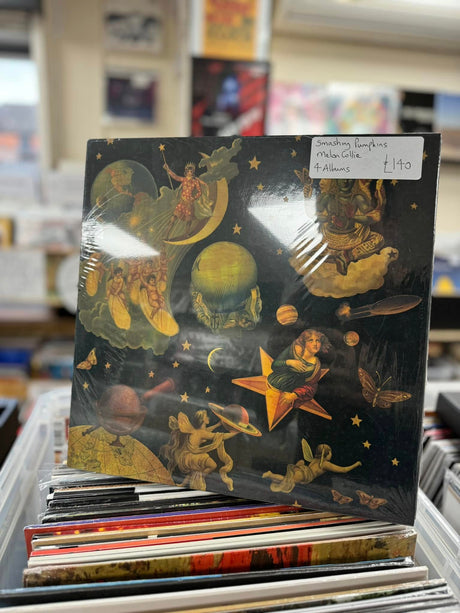 Smashing Pumpkins
Melon Collie
4 Albums £140